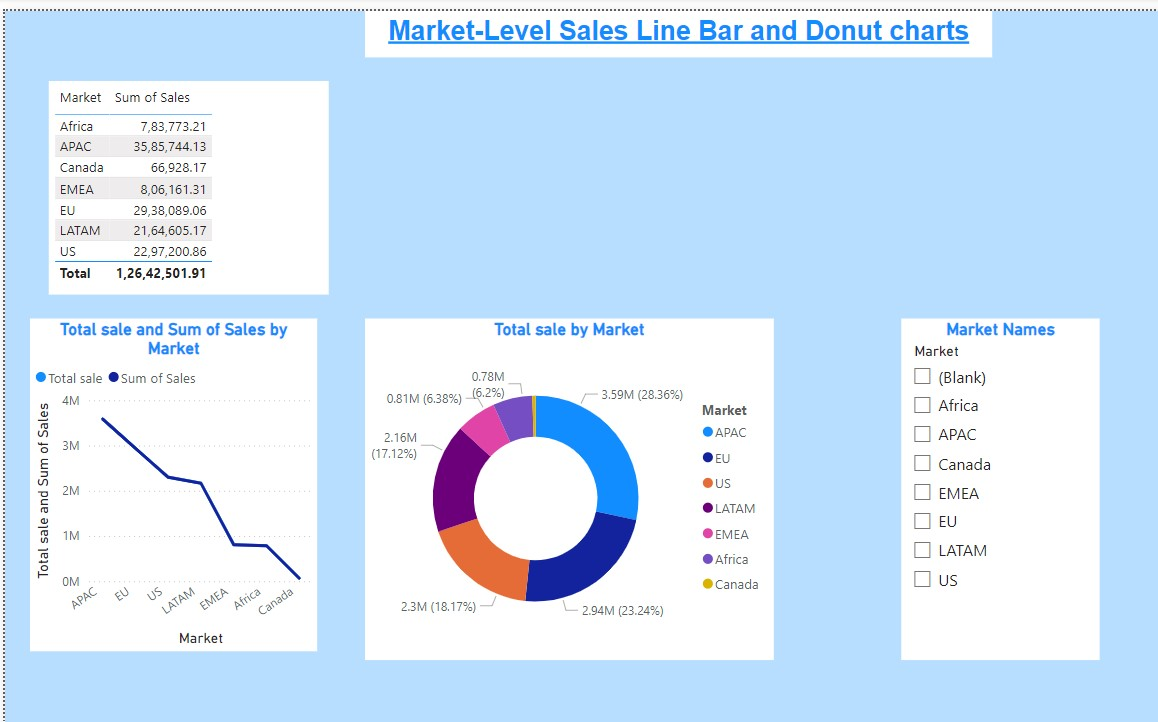 Market-Level Sales Line Bar and Donut charts
Market Sum of Sales
Africa 7,83,773.21
APAC 35,85,744.13
Canada 66,928.17
EMEA 8,06,161.31
EU 29,38,089.06
LATAM 21,64,605.17
US 22,97,200.86
Total 1,26,42,501.91
Total sale and Sum of Sales by
Market
Total sale Sum of Sales
Total sale and Sum of Sales
4M
3M
2M
1M
0M
APAC EU US LATAM EMEA Africa Canada
Market
Total sale by Market
0.78M
(6.2%)
0.81M (6.38%)
3.59M (28.36%)
2.16M
(17.12%)
2.3M (18.17%)
2.94M (23.24%)
Market
APAC
EU
US
LATAM
EMEA
Africa
Canada
Market Names
Market
(Blank)
Africa
APAC
Canada
EMEA
EU
LATAM
US